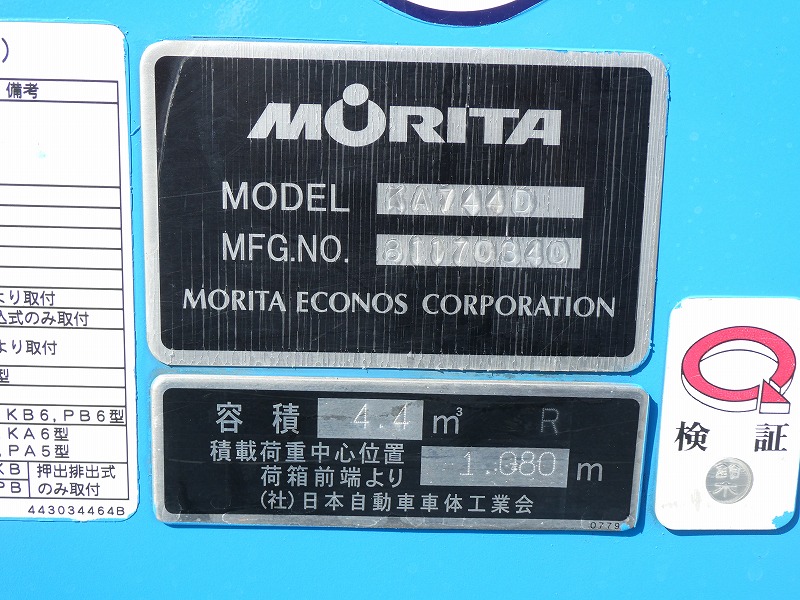 )
備考
より取付
込式のみ取付
より取付
型
KB6,PB6型
KA6型
PA5型
KB
PB
押出排出式
のみ取付
443034464B
MORITA
MODEL KA744D
MFG.NO. 81170340
MORITA ECONOS CORPORATION
容積 4.4 m³ R
積載荷重中心位置
荷箱前端より 1.080 m
(社)日本自動車車体工業会
0779
検証